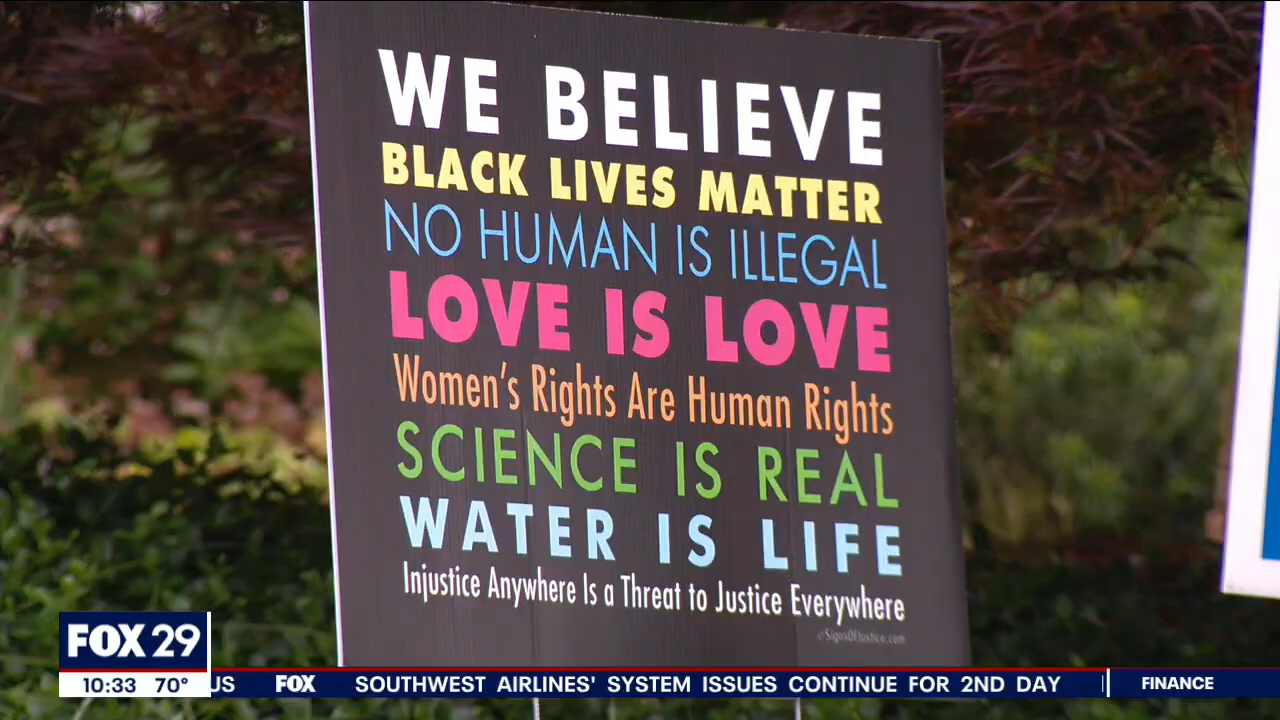 WE BELIEVE
BLACK LIVES MATTER
NO HUMAN IS ILLEGAL
LOVE IS LOVE
Women's Rights Are Human Rights
SCIENCE IS REAL
WATER IS LIFE
Injustice Anywhere Is a Threat to Justice Everywhere
©SignsOfJustice.com
FOX 29
10:33 70°
US FOX SOUTHWEST AIRLINES' SYSTEM ISSUES CONTINUE FOR 2ND DAY FINANCE